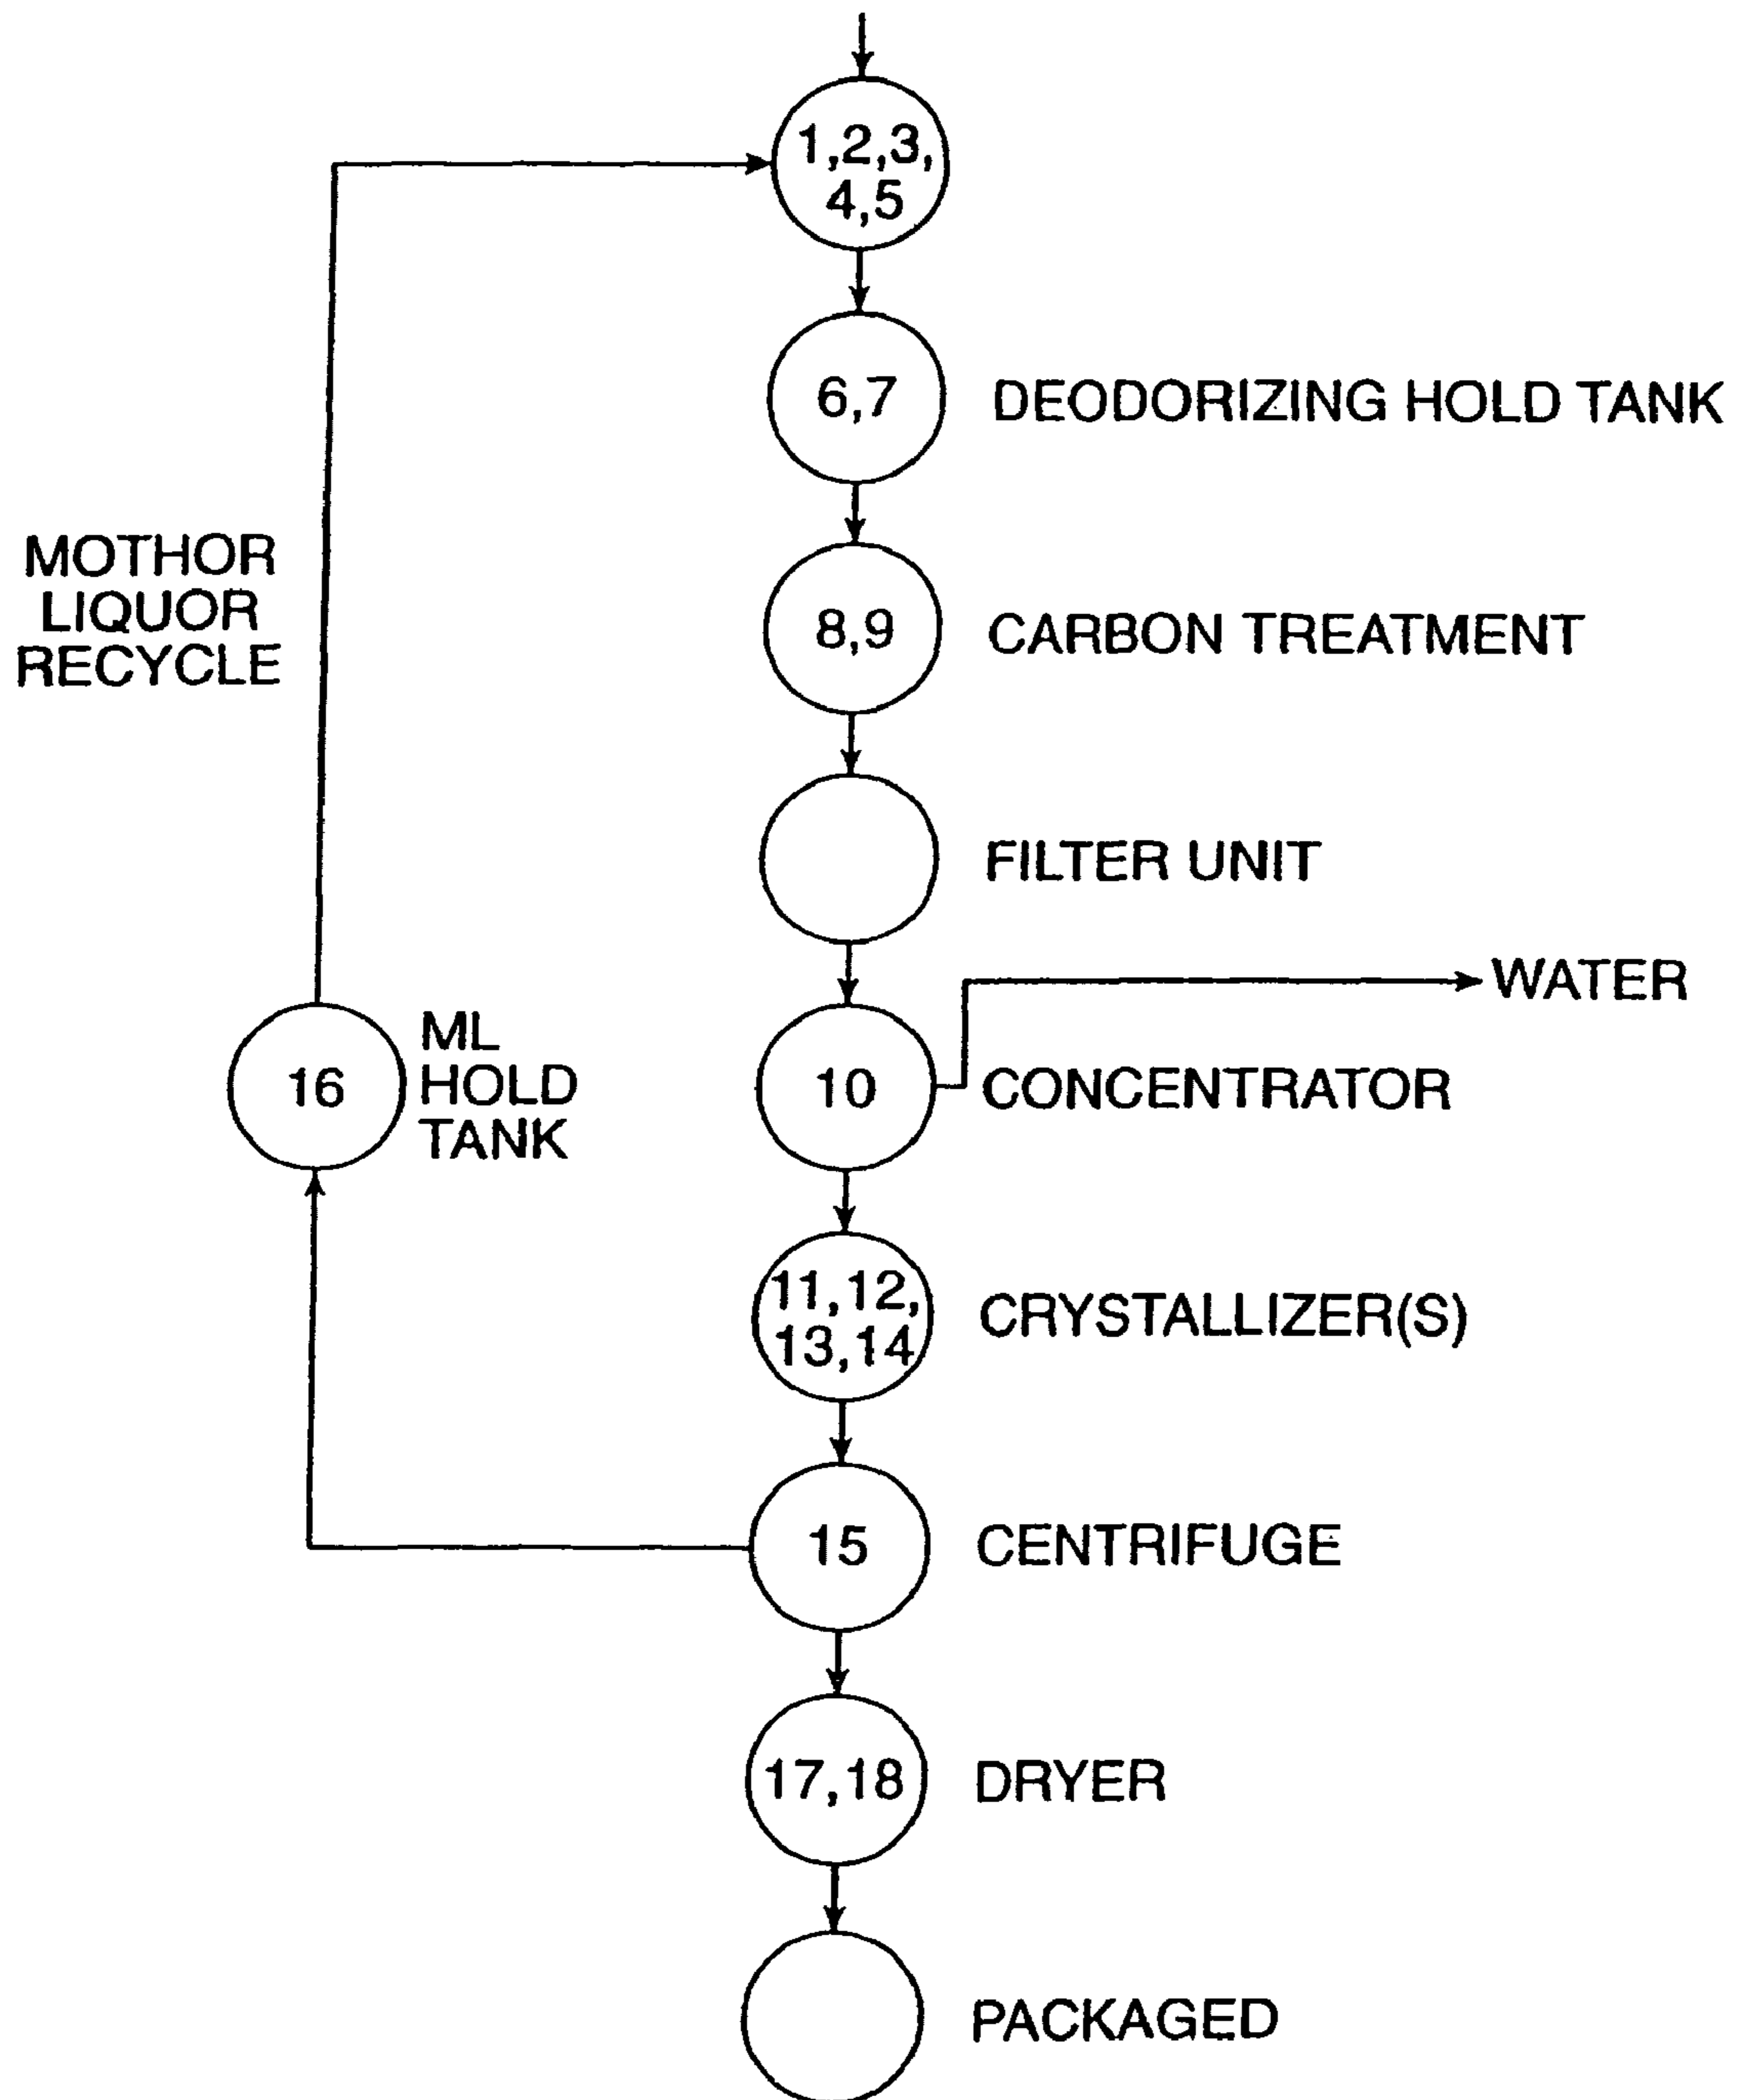 1,2,3,
4,5
6,7
DEODORIZING HOLD TANK
8,9
CARBON TREATMENT
MOTHOR
LIQUOR
RECYCLE
FILTER UNIT
WATER
16
ML
HOLD
TANK
10
CONCENTRATOR
11,12,
13,14
CRYSTALLIZER(S)
15
CENTRIFUGE
17,18
DRYER
PACKAGED